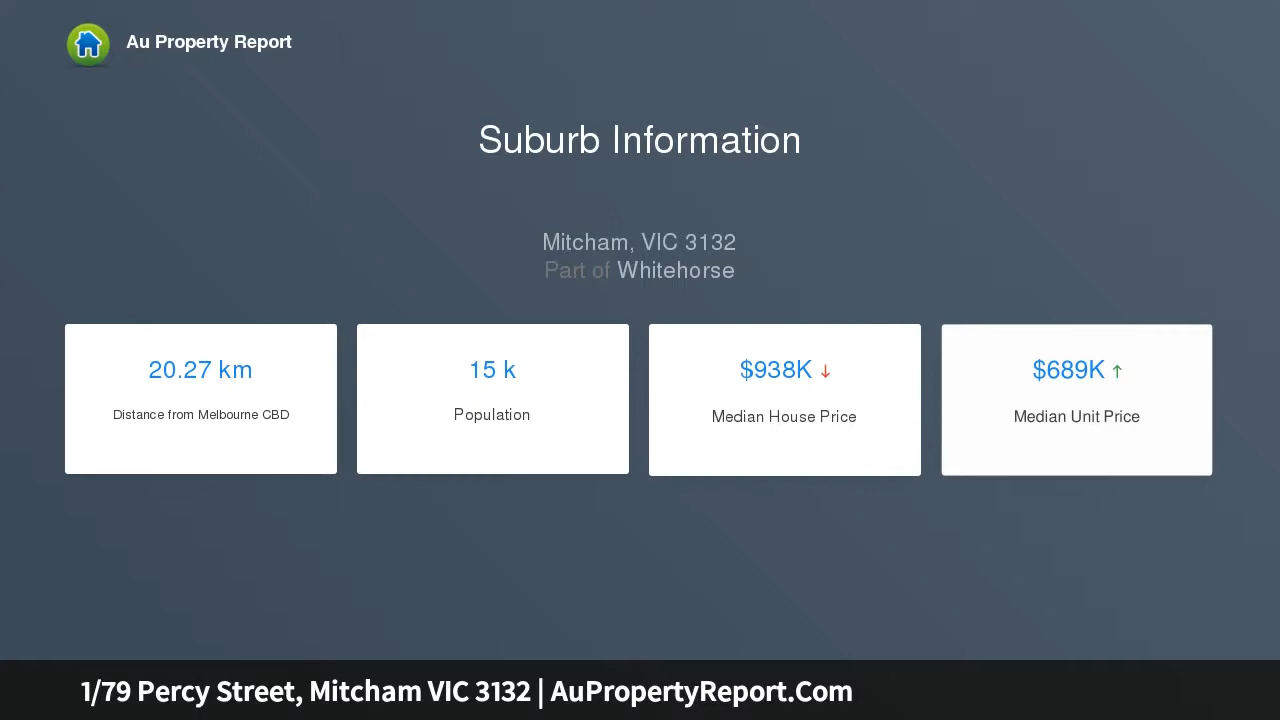 Au Property Report
Suburb Information
Mitcham, VIC 3132
Part of Whitehorse
20.27 km
Distance from Melbourne CBD
15 k
Population
$938K ↓
Median House Price
$689K ↑
Median Unit Price
1/79 Percy Street, Mitcham VIC 3132 | AuPropertyReport.Com